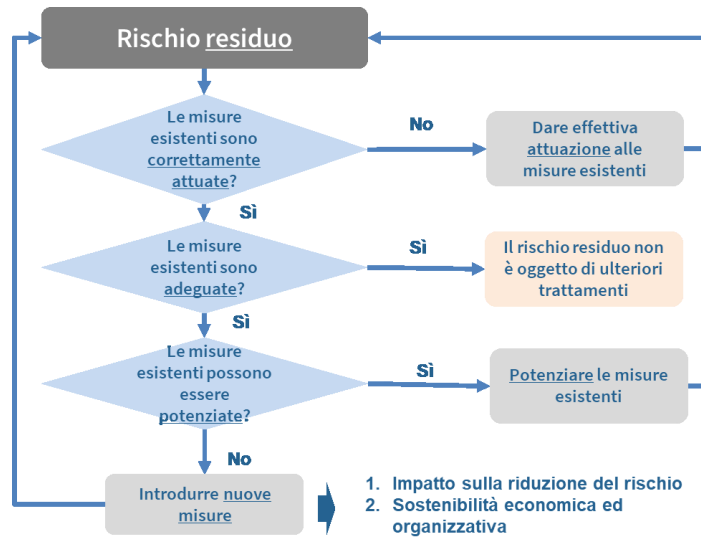 Rischio residuo
Le misure
esistenti sono
correttamente
attuate?
No
Dare effettiva
attuazione alle
misure esistenti
Sì
Le misure
esistenti sono
adeguate?
Sì
Il rischio residuo non
è oggetto di ulteriori
trattamenti
Sì
Le misure
esistenti possono
essere
potenziate?
Sì
Potenziare le misure
esistenti
No
Introdurre nuove
misure
1. Impatto sulla riduzione del rischio
2. Sostenibilità economica ed
organizzativa